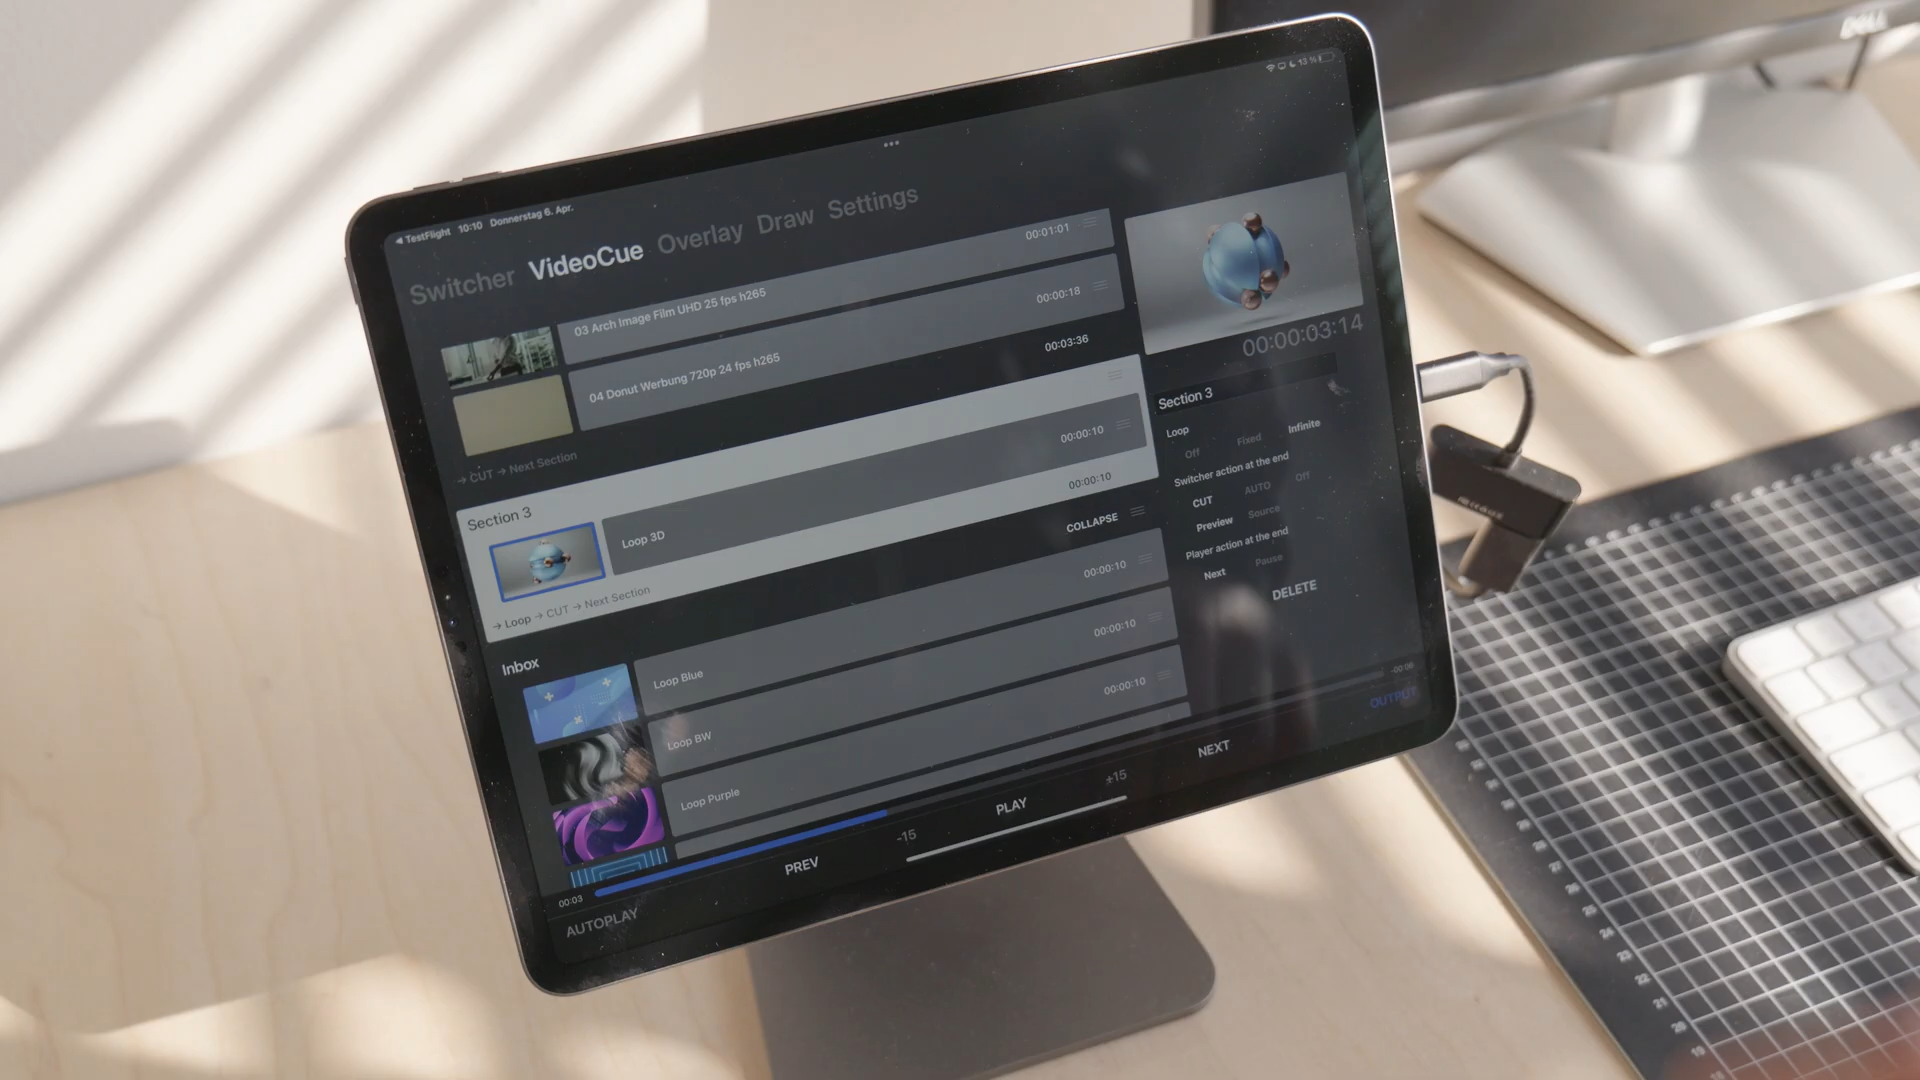 DELL
◀ TestFlight 10:10 Donnerstag 6. Apr.
13 %
Switcher VideoCue Overlay Draw Settings
00:01:01
03 Arch Image Film UHD 25 fps h265
00:00:18
04 Donut Werbung 720p 24 fps h265
00:03:36
→ CUT → Next Section
Section 3
00:00:10
Loop 3D
00:00:10
→ Loop → CUT → Next Section
COLLAPSE
Inbox
00:00:10
Loop Blue
00:00:10
Loop BW
00:00:10
Loop Purple
00:00:03:14
Section 3
Loop
Off Fixed Infinite
Switcher action at the end
CUT AUTO Off
Preview Source
Player action at the end
Next Pause
DELETE
00:03
-00:06
AUTOPLAY
PREV
-15
PLAY
+15
NEXT
OUTPUT